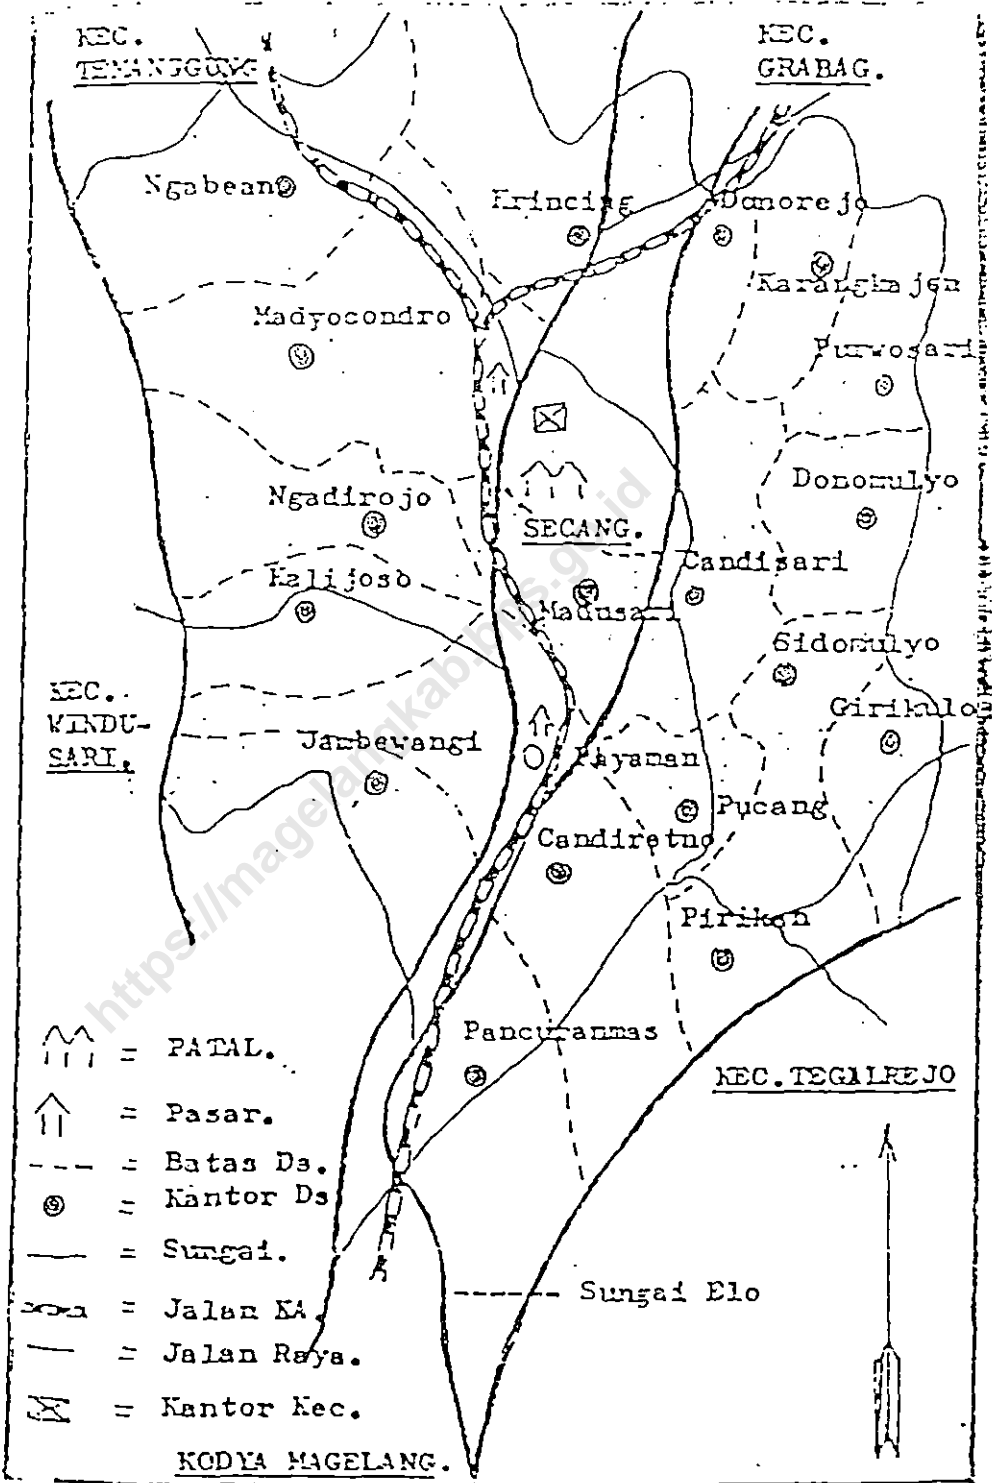 KEC.
TEMANGGUNG
KEC.
GRABAG.
Ngabean
Krincing
Donorejo
Karangkajen
Madyocondro
Purwosari
Ngadirojo
Donomulyo
SECANG.
Candisari
Kalijoso
Madusari
Sidomulyo
KEC.
WINDU-
SARI.
Girikulo
Jambewangi
Payaman
Pucang
Candiretno
Pirikan
Pancuranmas
KEC.TEGALREJO
= PATAL.
= Pasar.
= Batas Ds.
= Kantor Ds
= Sungai.
= Jalan KA.
= Jalan Raya.
= Kantor Kec.
Sungai Elo
KODYA MAGELANG.
https://magelangkab.bps.go.id